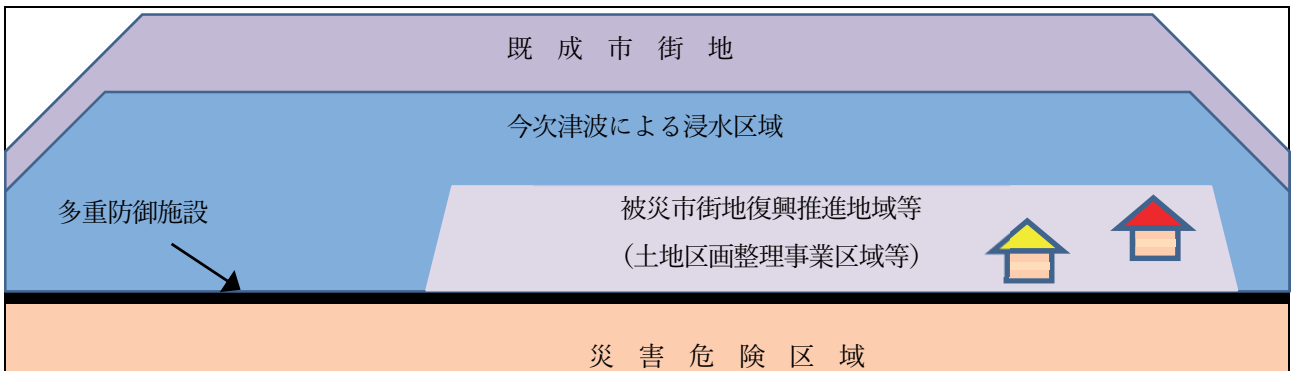 既成市街地
今次津波による浸水区域
多重防御施設
被災市街地復興推進地域等
(土地区画整理事業区域等)
災害危険区域